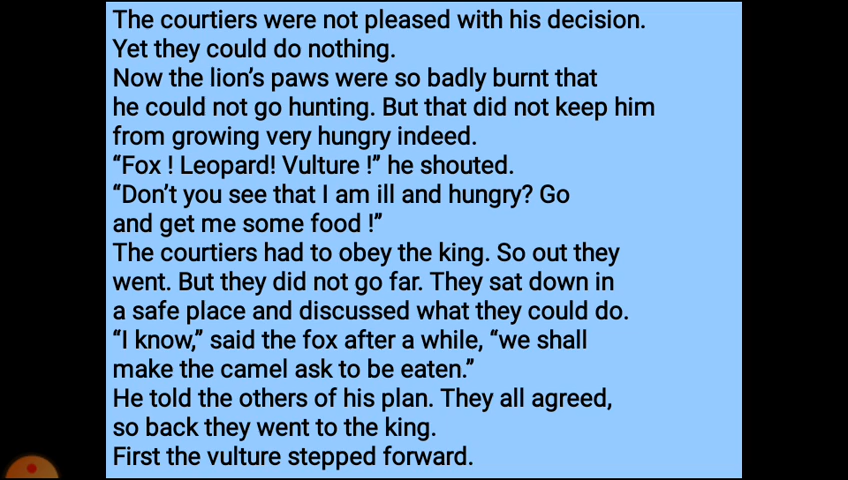 The courtiers were not pleased with his decision.
Yet they could do nothing.
Now the lion’s paws were so badly burnt that
he could not go hunting. But that did not keep him
from growing very hungry indeed.
“Fox ! Leopard! Vulture !” he shouted.
“Don’t you see that I am ill and hungry? Go
and get me some food !”
The courtiers had to obey the king. So out they
went. But they did not go far. They sat down in
a safe place and discussed what they could do.
“I know,” said the fox after a while, “we shall
make the camel ask to be eaten.”
He told the others of his plan. They all agreed,
so back they went to the king.
First the vulture stepped forward.